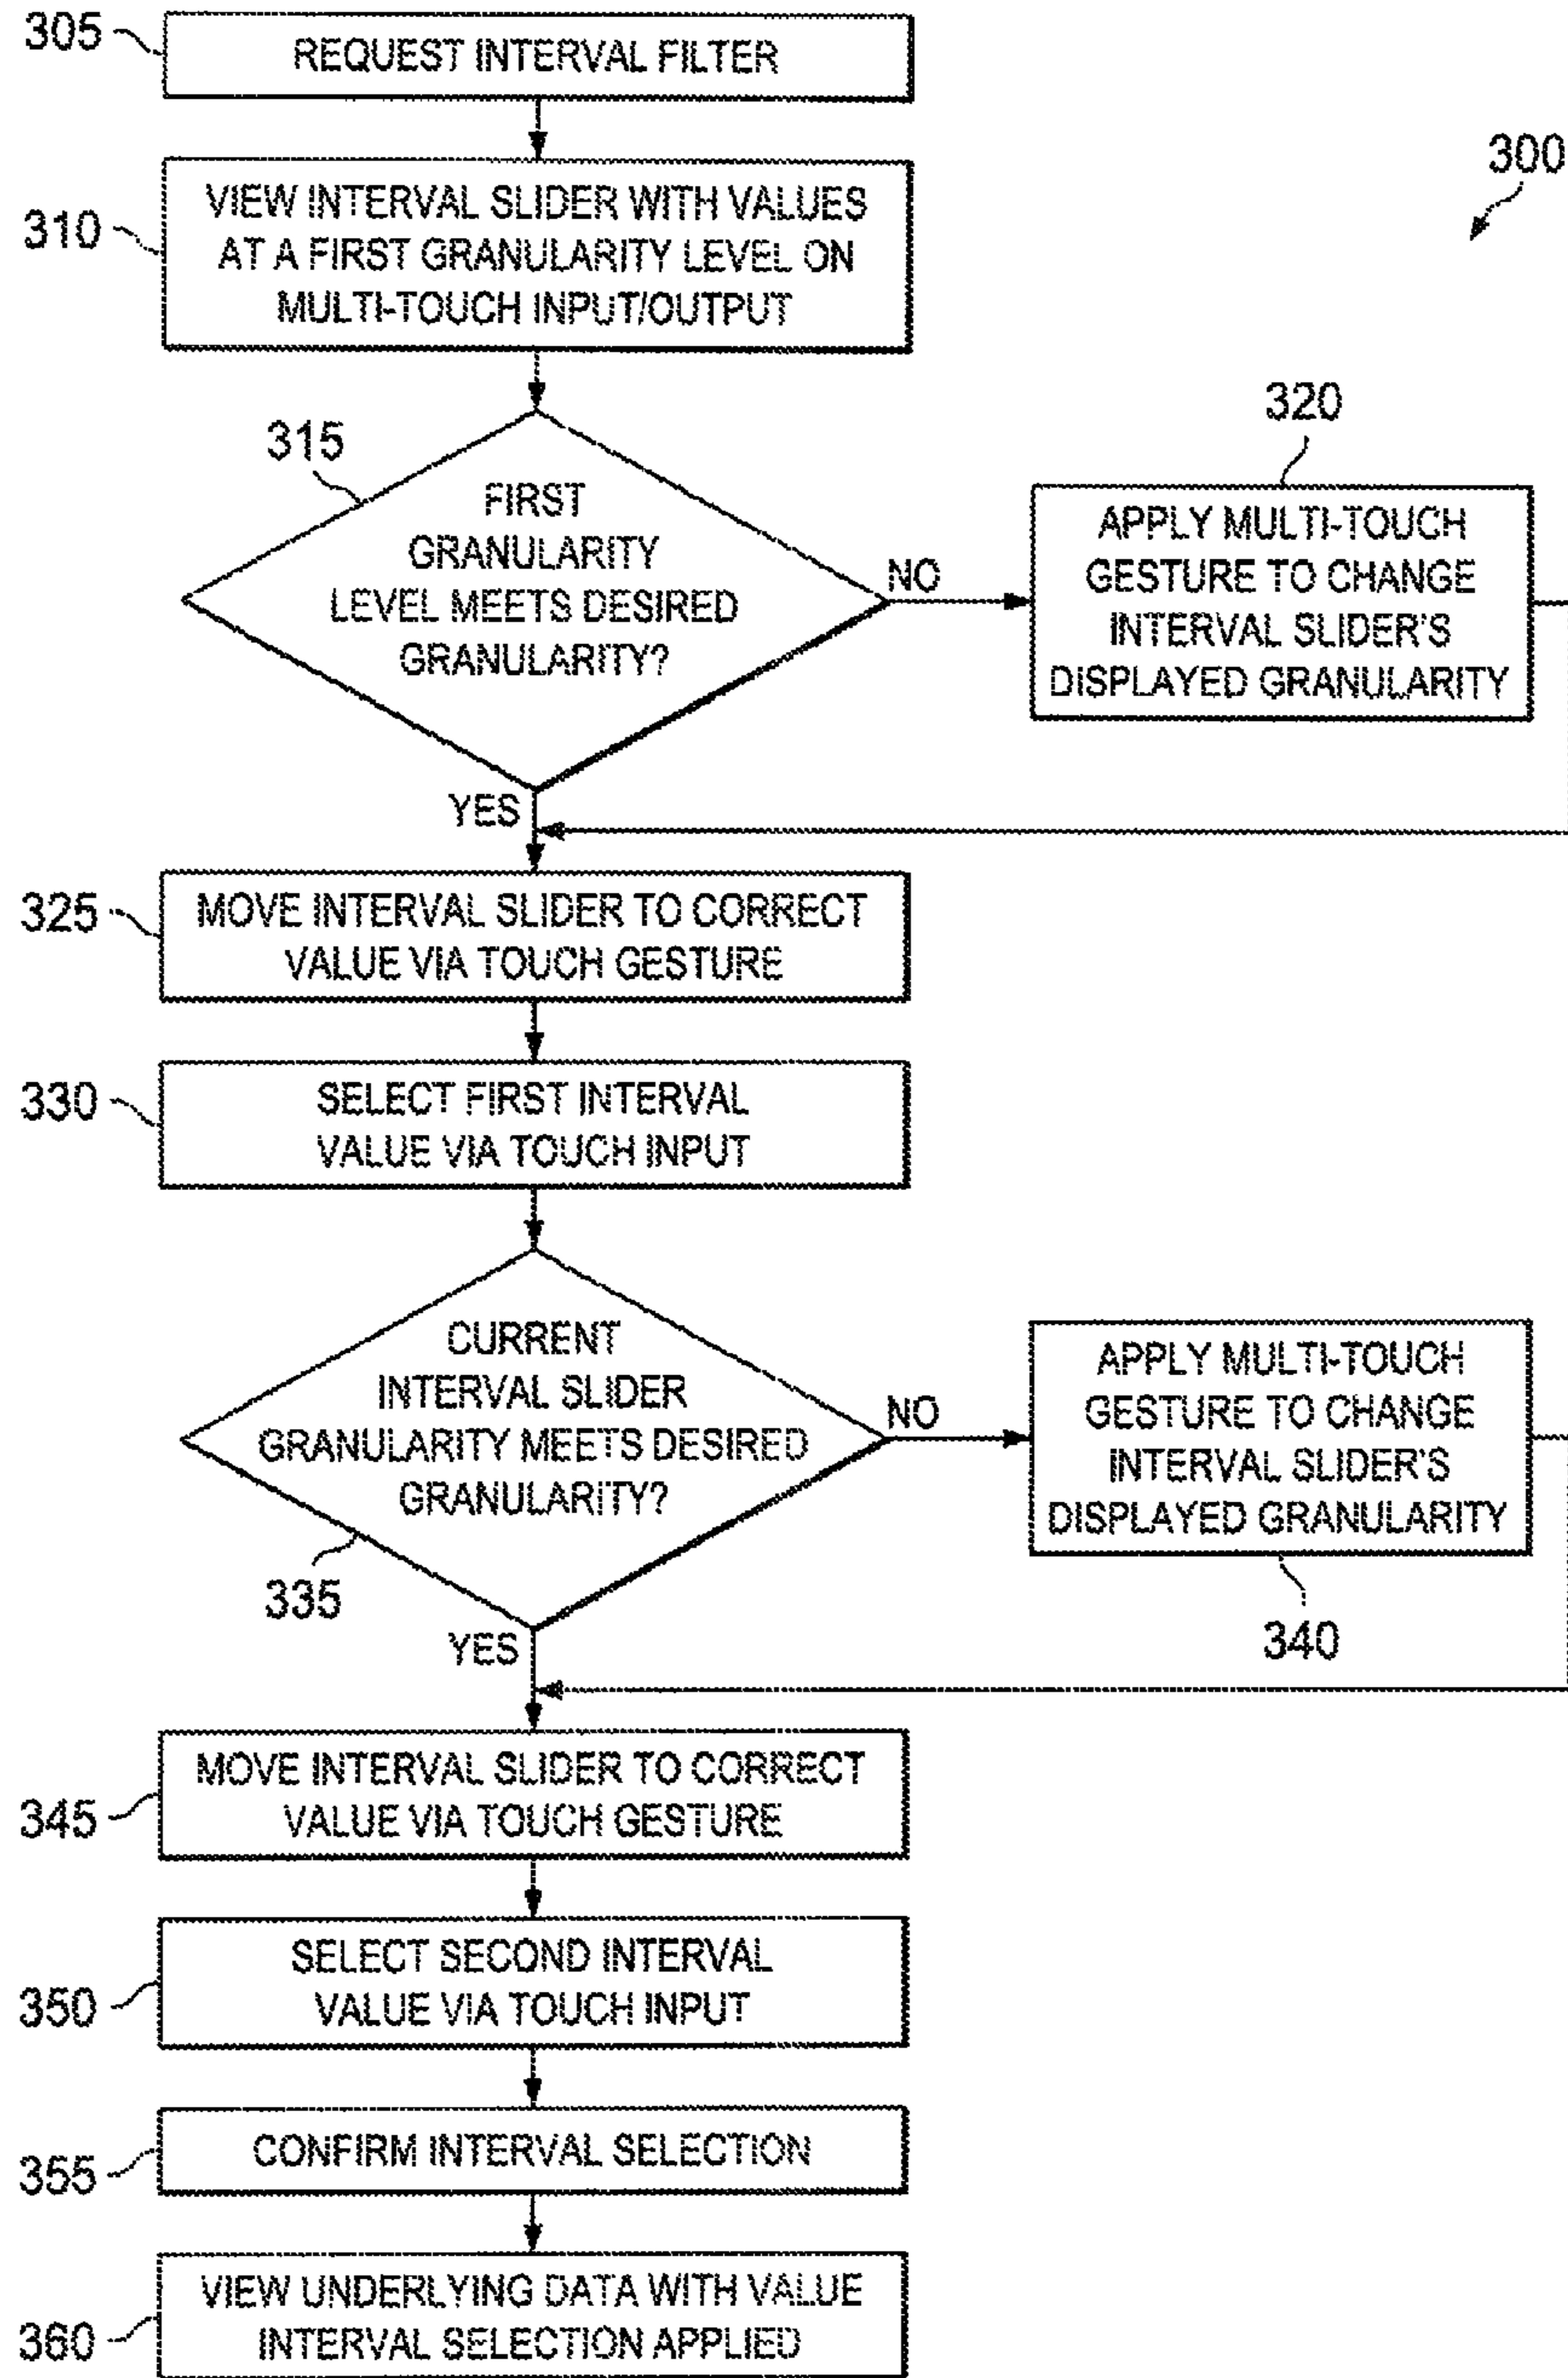 305
REQUEST INTERVAL FILTER
300
310
VIEW INTERVAL SLIDER WITH VALUES
AT A FIRST GRANULARITY LEVEL ON
MULTI-TOUCH INPUT/OUTPUT
315
FIRST
GRANULARITY
LEVEL MEETS DESIRED
GRANULARITY?
NO
YES
320
APPLY MULTI-TOUCH
GESTURE TO CHANGE
INTERVAL SLIDER'S
DISPLAYED GRANULARITY
325
MOVE INTERVAL SLIDER TO CORRECT
VALUE VIA TOUCH GESTURE
330
SELECT FIRST INTERVAL
VALUE VIA TOUCH INPUT
CURRENT
INTERVAL SLIDER
GRANULARITY MEETS DESIRED
GRANULARITY?
335
NO
YES
APPLY MULTI-TOUCH
GESTURE TO CHANGE
INTERVAL SLIDER'S
DISPLAYED GRANULARITY
340
345
MOVE INTERVAL SLIDER TO CORRECT
VALUE VIA TOUCH GESTURE
350
SELECT SECOND INTERVAL
VALUE VIA TOUCH INPUT
355
CONFIRM INTERVAL SELECTION
360
VIEW UNDERLYING DATA WITH VALUE
INTERVAL SELECTION APPLIED